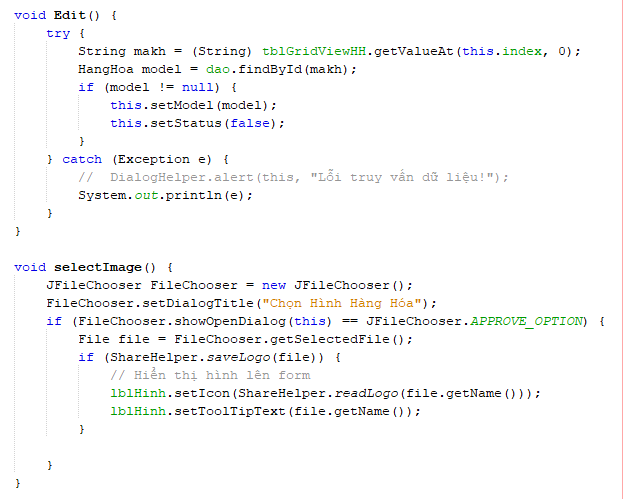 void Edit() {
    try {
        String makh = (String) tblGridViewHH.getValueAt(this.index, 0);
        HangHoa model = dao.findById(makh);
        if (model != null) {
            this.setModel(model);
            this.setStatus(false);
        }
    } catch (Exception e) {
        //  DialogHelper.alert(this, "Lỗi truy vấn dữ liệu!");
        System.out.println(e);
    }
}

void selectImage() {
    JFileChooser FileChooser = new JFileChooser();
    FileChooser.setDialogTitle("Chọn Hình Hàng Hóa");
    if (FileChooser.showOpenDialog(this) == JFileChooser.APPROVE_OPTION) {
        File file = FileChooser.getSelectedFile();
        if (ShareHelper.saveLogo(file)) {
            // Hiển thị hình lên form
            lblHinh.setIcon(ShareHelper.readLogo(file.getName()));
            lblHinh.setToolTipText(file.getName());
        }

    }
}